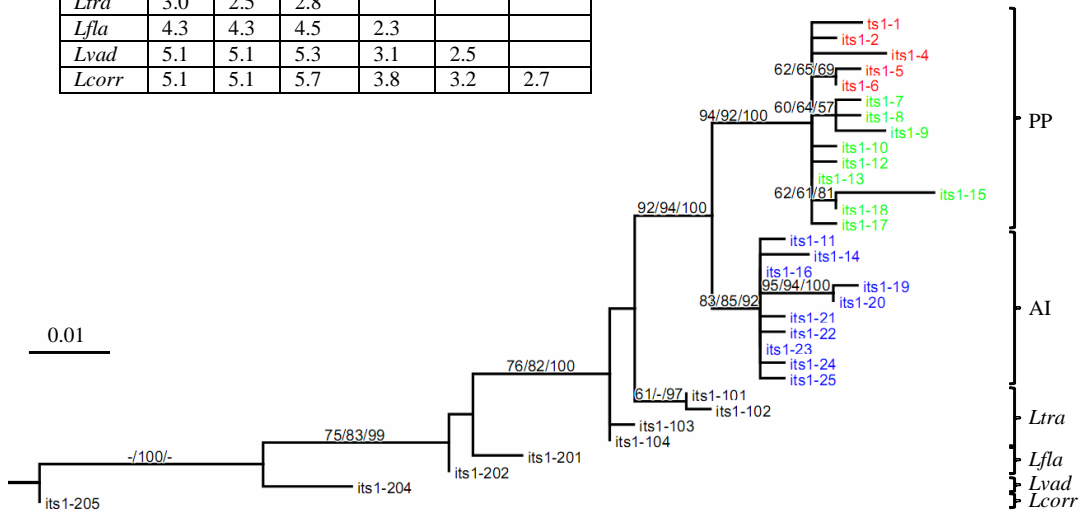 Ltra 3.0 2.5 2.8
Lfla 4.3 4.3 4.5 2.3
Lvad 5.1 5.1 5.3 3.1 2.5
Lcorr 5.1 5.1 5.7 3.8 3.2 2.7
ts1-1
its1-2
its1-4
62/65/69
its1-5
its1-6
60/64/57
its1-7
its1-8
94/92/100
its1-9
PP
its1-10
its1-12
its1-13
62/61/81
its1-15
its1-18
92/94/100
its1-17
its1-11
its1-14
its1-16
95/94/100
its1-19
83/85/92
its1-20
AI
its1-21
0.01
its1-22
its1-23
its1-24
76/82/100
its1-25
61/-/97
its1-101
its1-102
Ltra
its1-103
75/83/99
its1-104
-/100/-
its1-201
Lfla
its1-202
its1-204
Lvad
its1-205
Lcorr